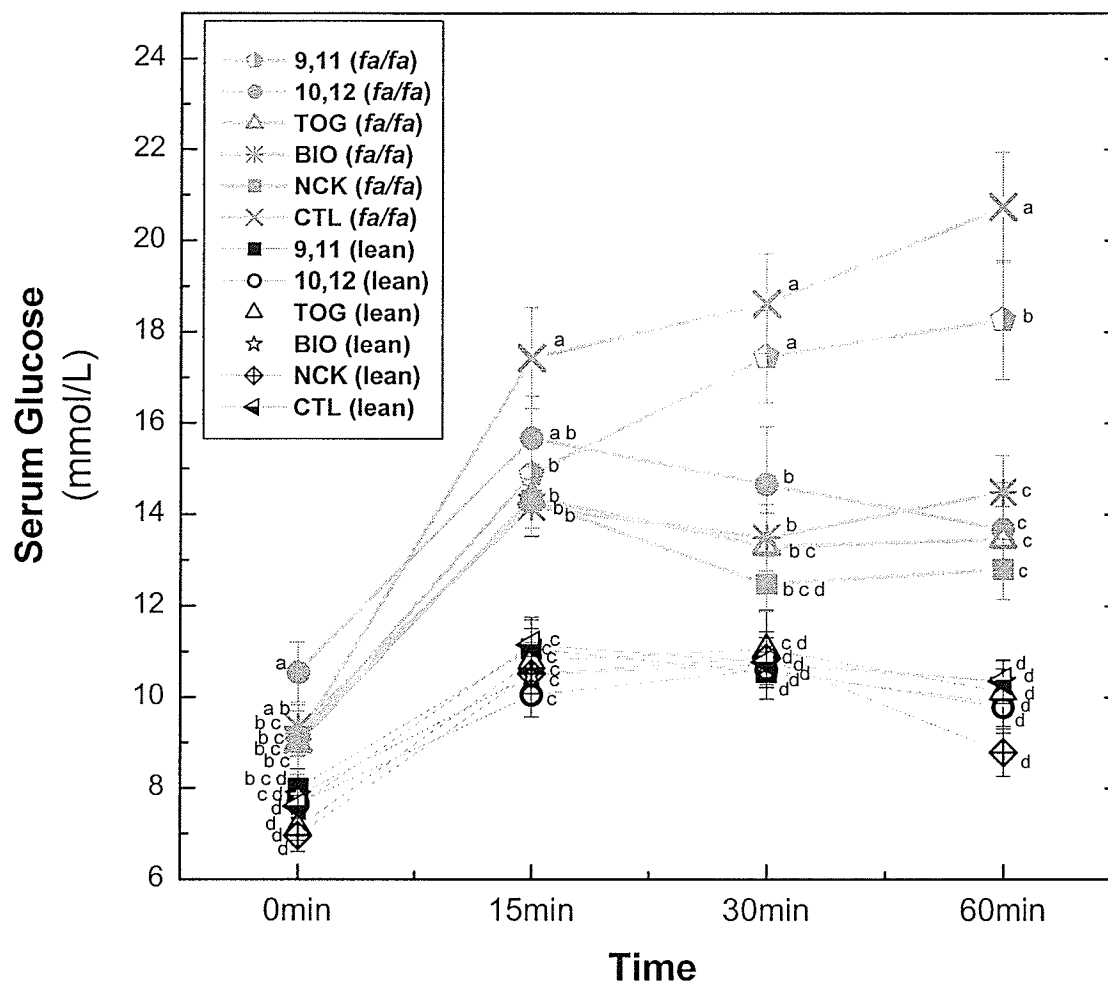 24
22
20
18
16
14
12
10
8
6
Serum Glucose
(mmol/L)
9,11 (fa/fa)
10,12 (fa/fa)
TOG (fa/fa)
BIO (fa/fa)
NCK (fa/fa)
CTL (fa/fa)
9,11 (lean)
10,12 (lean)
TOG (lean)
BIO (lean)
NCK (lean)
CTL (lean)
a
a b
b c
b c
b c
b c
b c d
c d
d
d
d
d
a
a b
b
b
b b
c
c
c
c
c
c
a
a
b
b
b c
b c d
c d
d d
d
d d
d d
a
b
c
c
c
c
d
d
d
d
d
d
0min
15min
30min
60min
Time